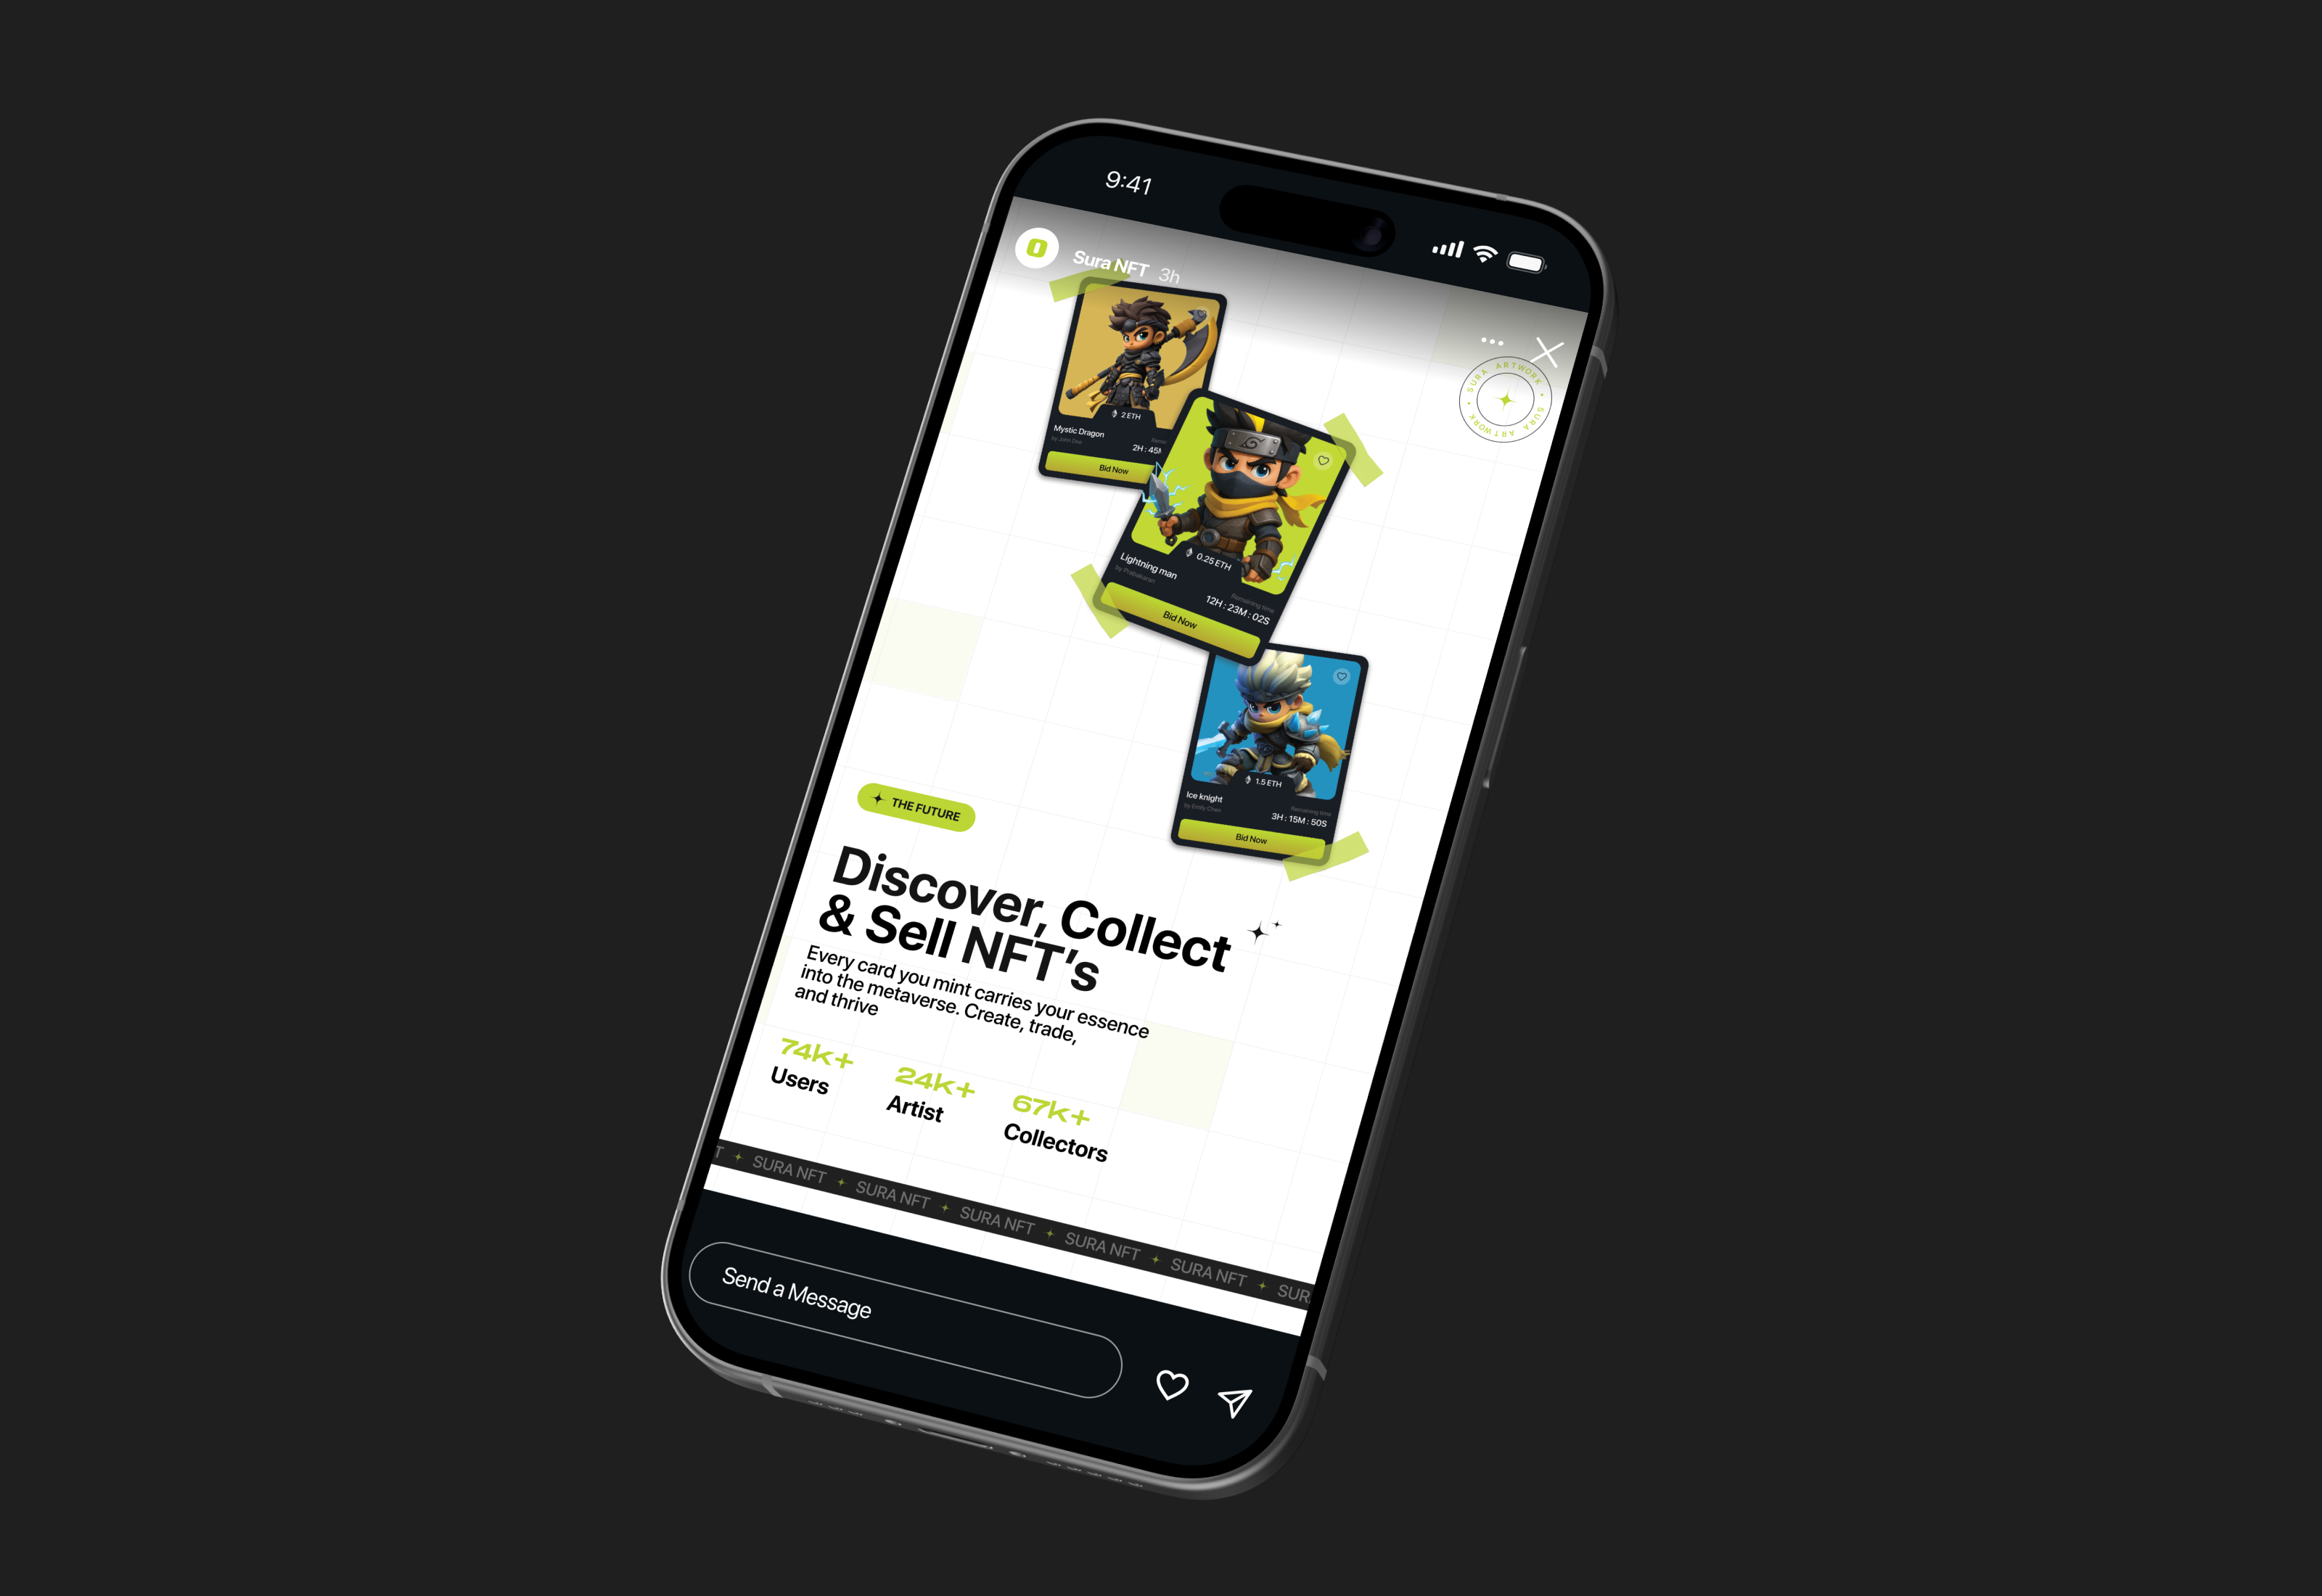 9:41
Sura NFT 3h
SURA ARTWORK • SURA ARTWORK •
2 ETH
Mystic Dragon
by John Doe
2H : 45M
Bid Now
0.25 ETH
Lightning man
by Prabakaran
Remaining time
12H : 23M : 02S
Bid Now
1.5 ETH
Ice knight
by Emily Chen
Remaining time
3H : 15M : 50S
Bid Now
THE FUTURE
Discover, Collect
& Sell NFT's
Every card you mint carries your essence
into the metaverse. Create, trade,
and thrive
74K+
Users
24K+
Artist
67K+
Collectors
T SURA NFT SURA NFT SURA NFT SURA NFT SURA NFT SUR
Send a Message